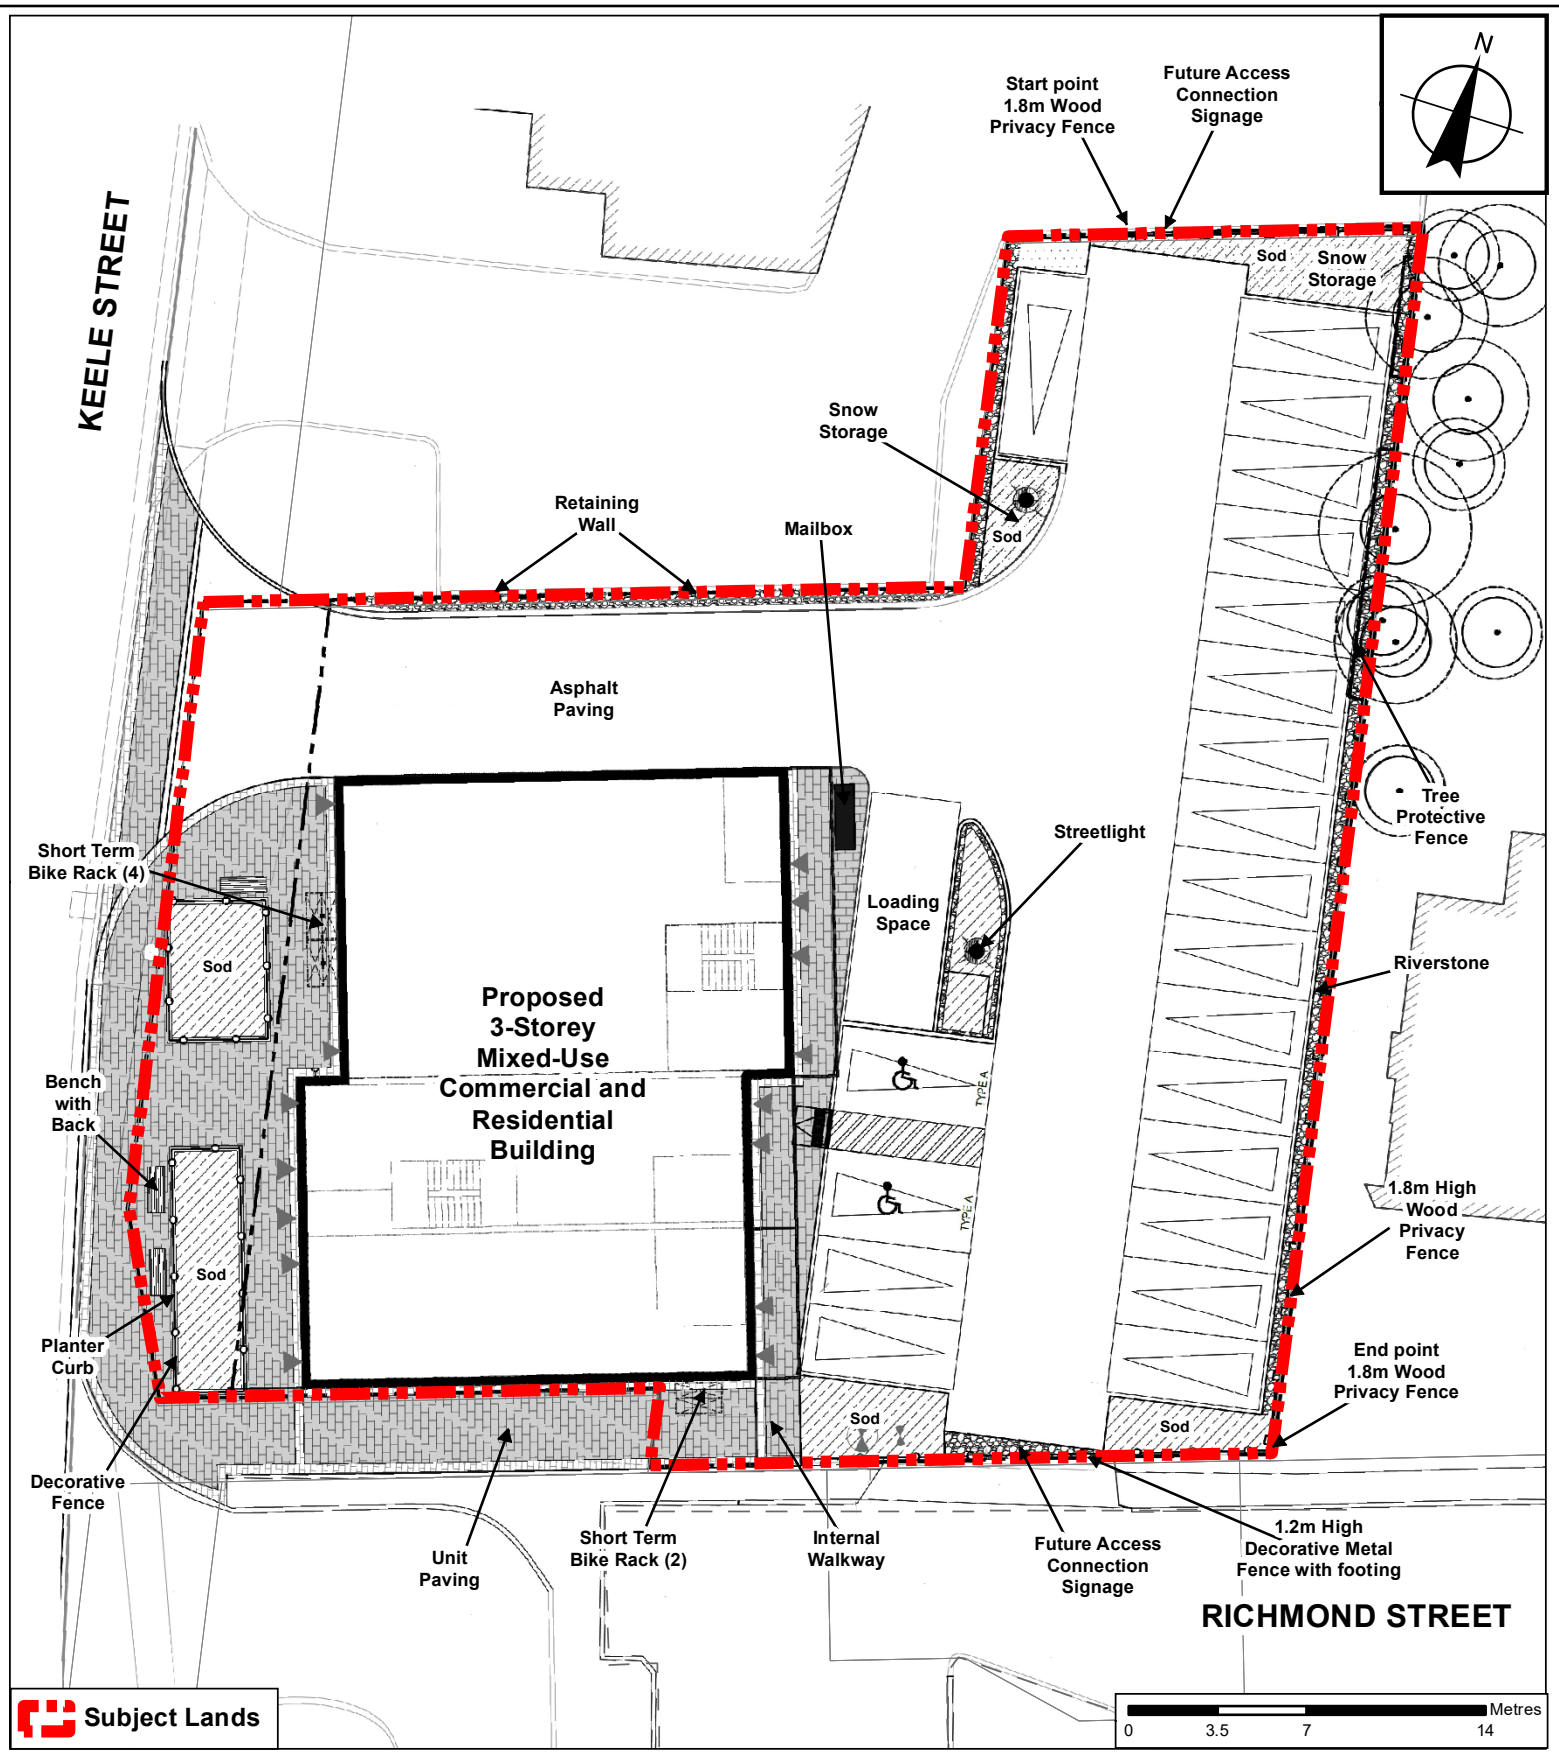 N
Start point
1.8m Wood
Privacy Fence
Future Access
Connection
Signage
KEELE STREET
Sod
Snow
Storage
Snow
Storage
Sod
Retaining
Wall
Mailbox
Asphalt
Paving
Tree
Protective
Fence
Streetlight
Short Term
Bike Rack (4)
Loading
Space
Sod
Riverstone
Proposed
3-Storey
Mixed-Use
Commercial and
Residential
Building
Bench
with
Back
TYPE A
TYPE A
1.8m High
Wood
Privacy
Fence
Sod
Planter
Curb
End point
1.8m Wood
Privacy Fence
Sod
Sod
Decorative
Fence
Unit
Paving
Short Term
Bike Rack (2)
Internal
Walkway
Future Access
Connection
Signage
1.2m High
Decorative Metal
Fence with footing
RICHMOND STREET
Subject Lands
Metres
0 3.5 7 14